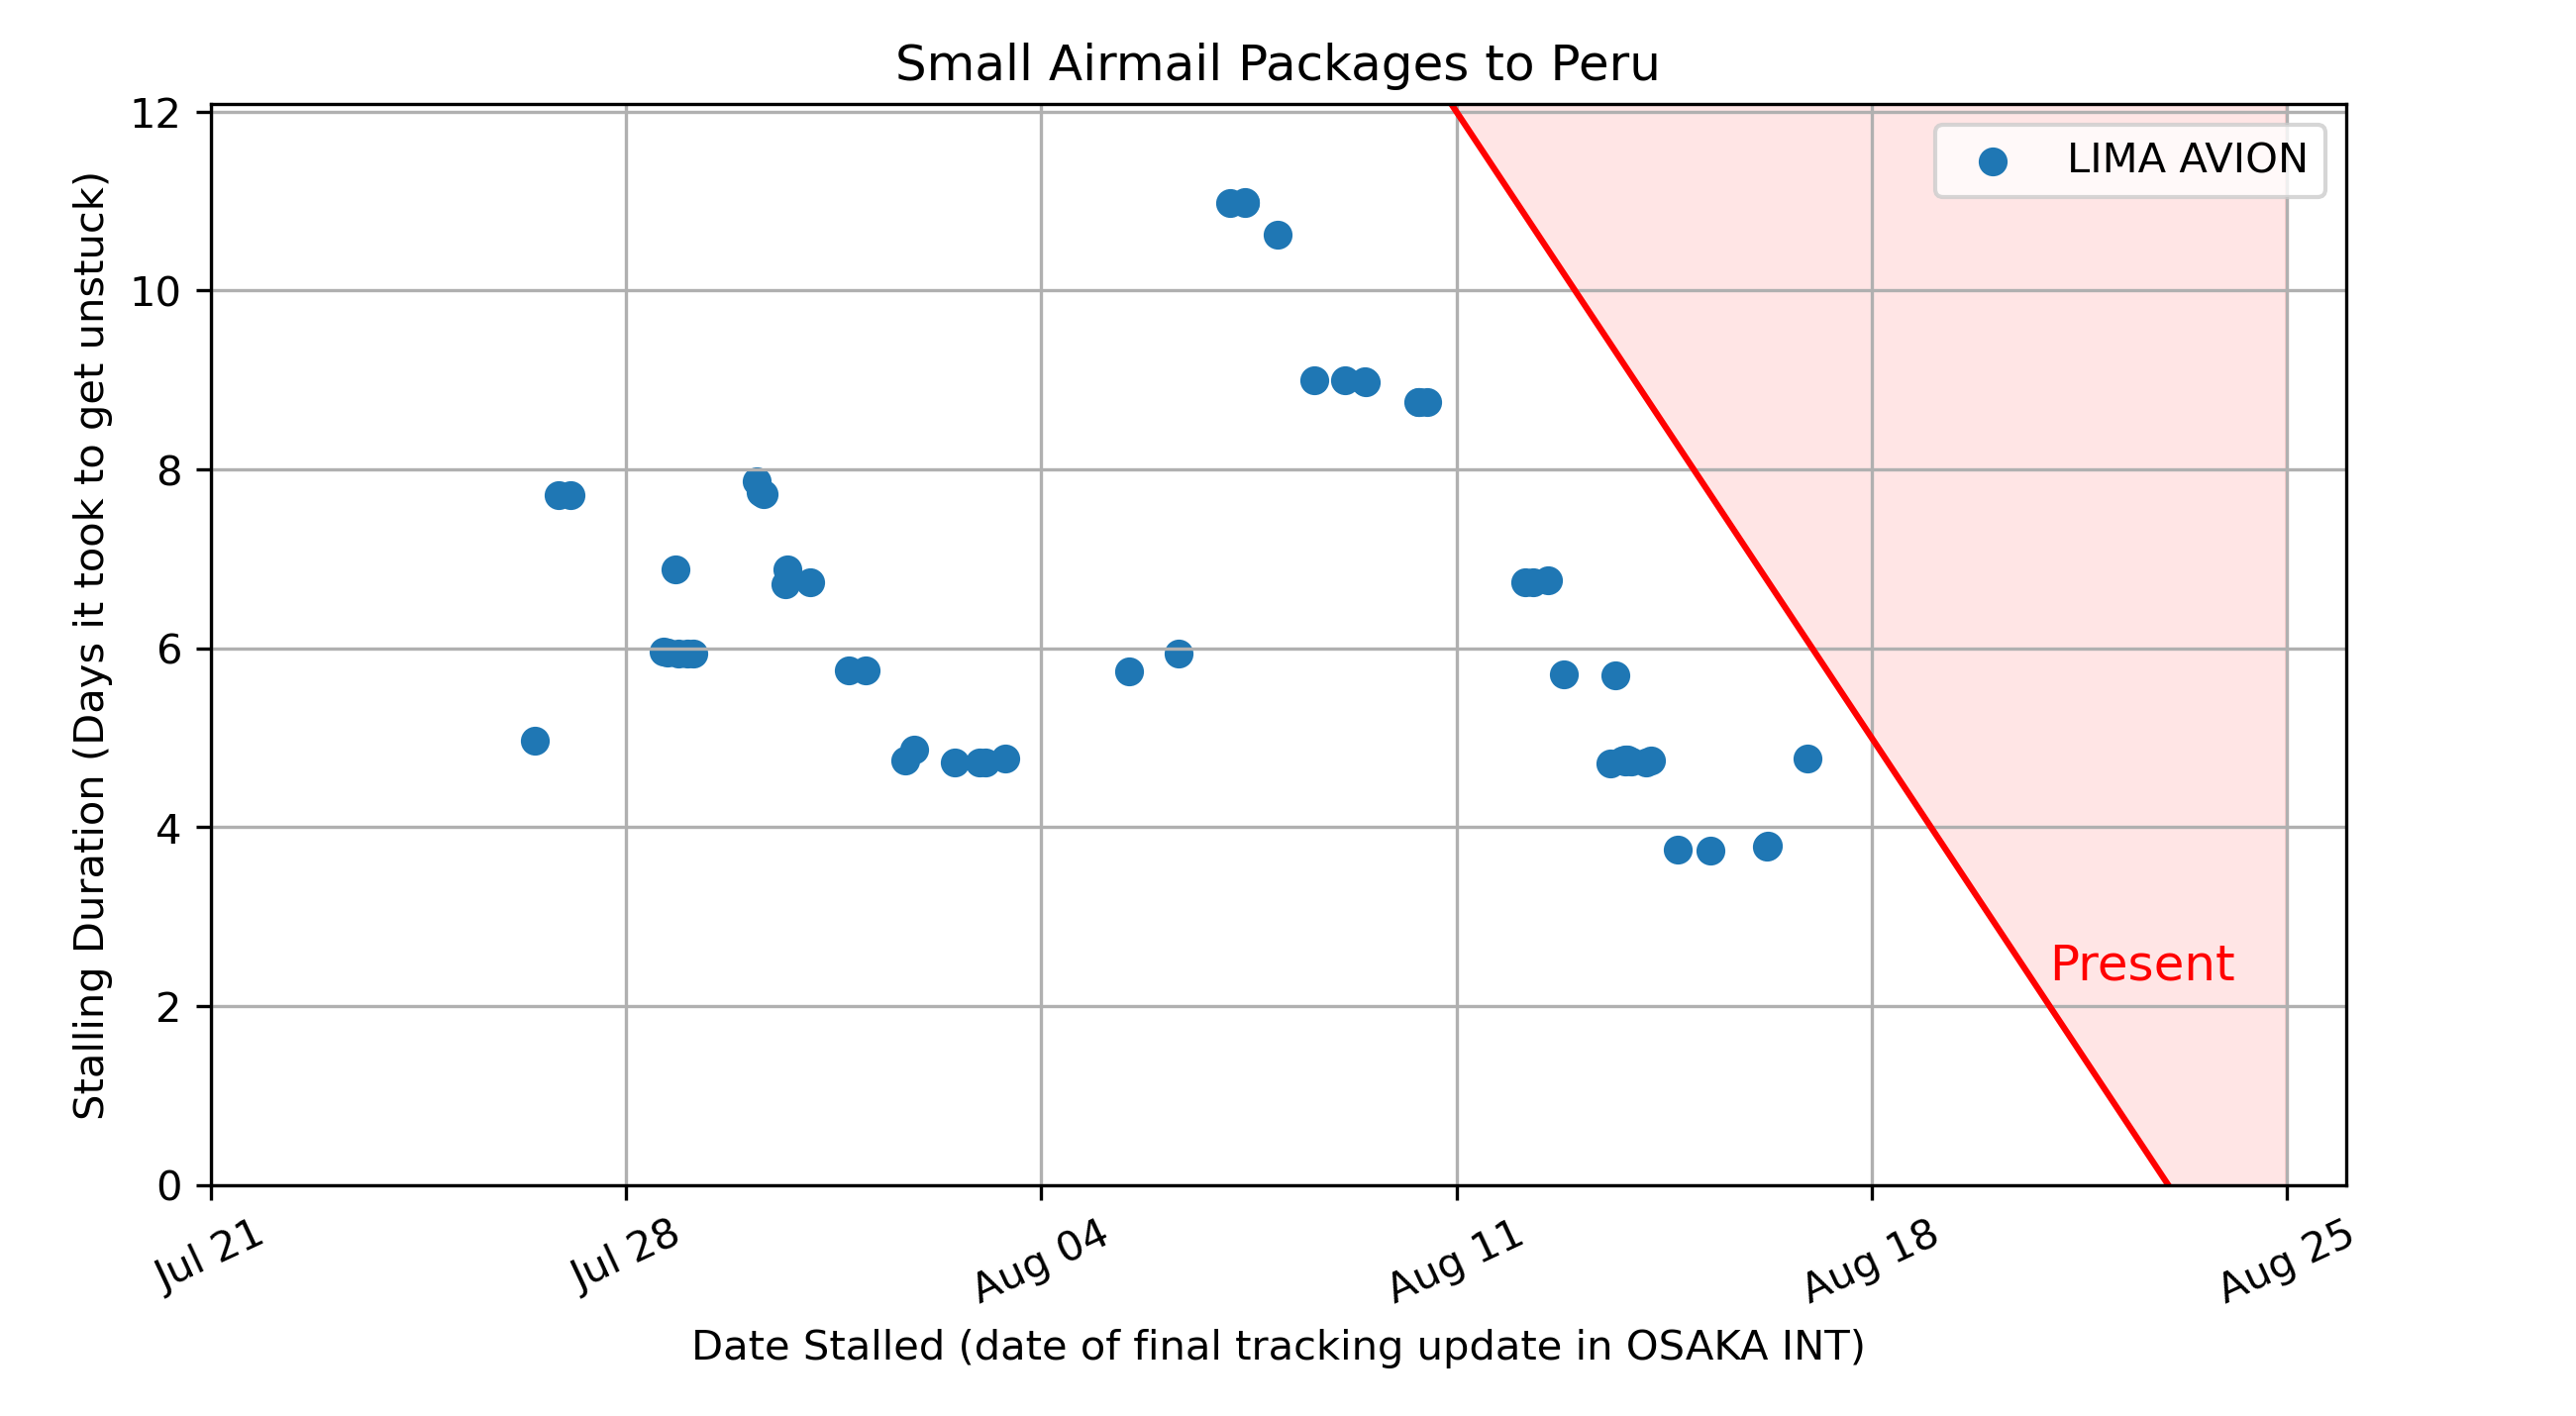 Small Airmail Packages to Peru
Stalling Duration (Days it took to get unstuck)
12
10
8
6
4
2
0
LIMA AVION
Present
Jul 21
Jul 28
Aug 04
Aug 11
Aug 18
Aug 25
Date Stalled (date of final tracking update in OSAKA INT)